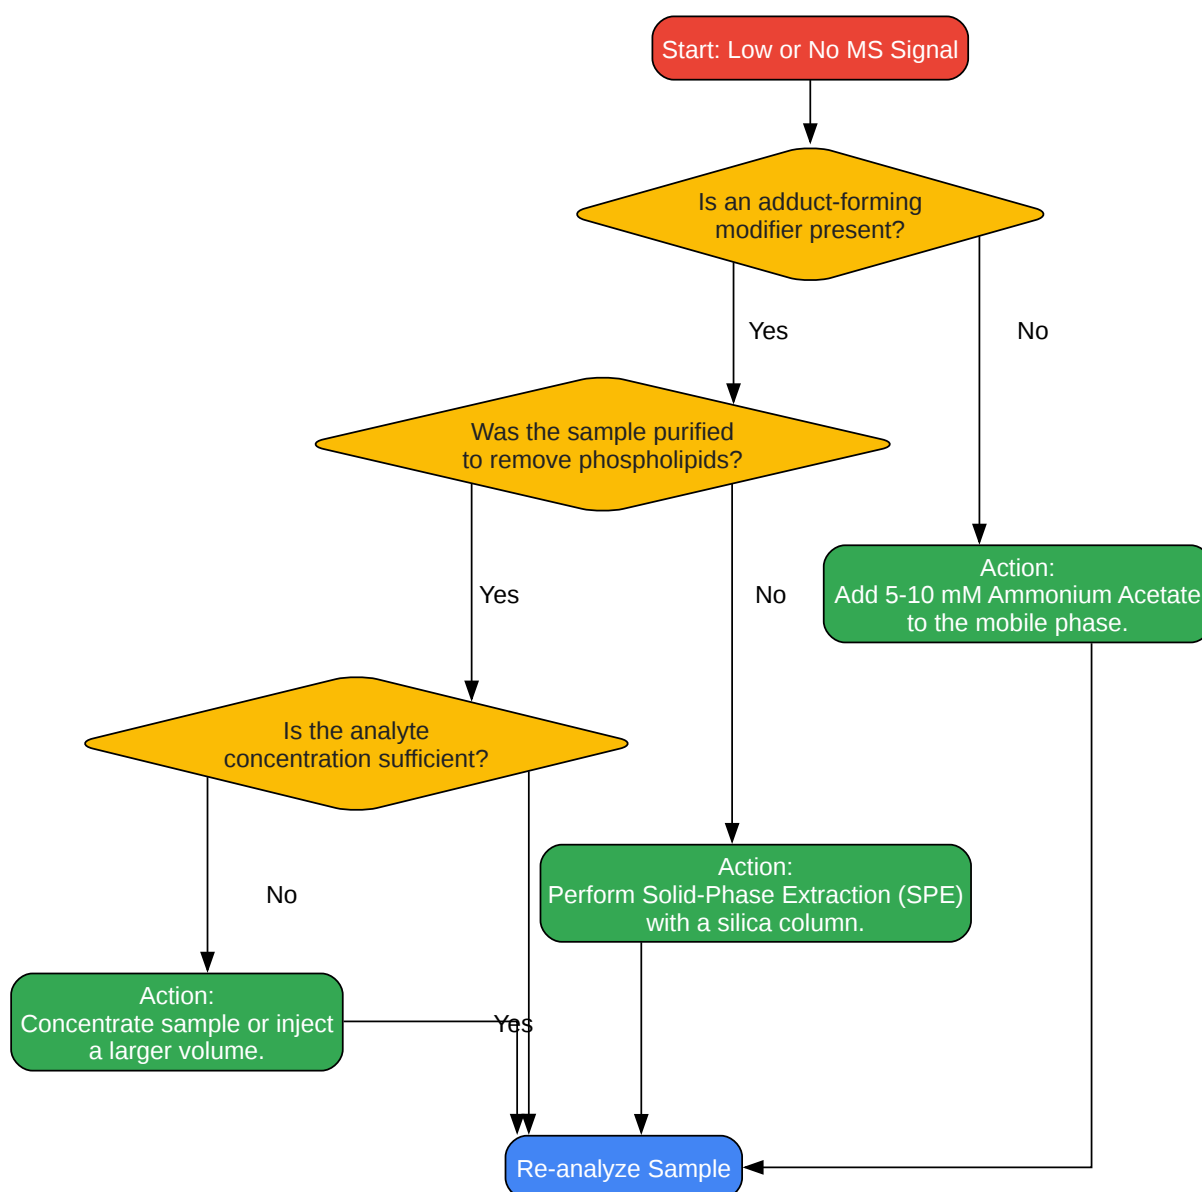 Start: Low or No MS Signal
Is an adduct-forming
modifier present?
Yes
No
Was the sample purified
to remove phospholipids?
Yes
No
Action:
Add 5-10 mM Ammonium Acetate
to the mobile phase.
Is the analyte
concentration sufficient?
No
Yes
Action:
Perform Solid-Phase Extraction (SPE)
with a silica column.
Action:
Concentrate sample or inject
a larger volume.
Re-analyze Sample